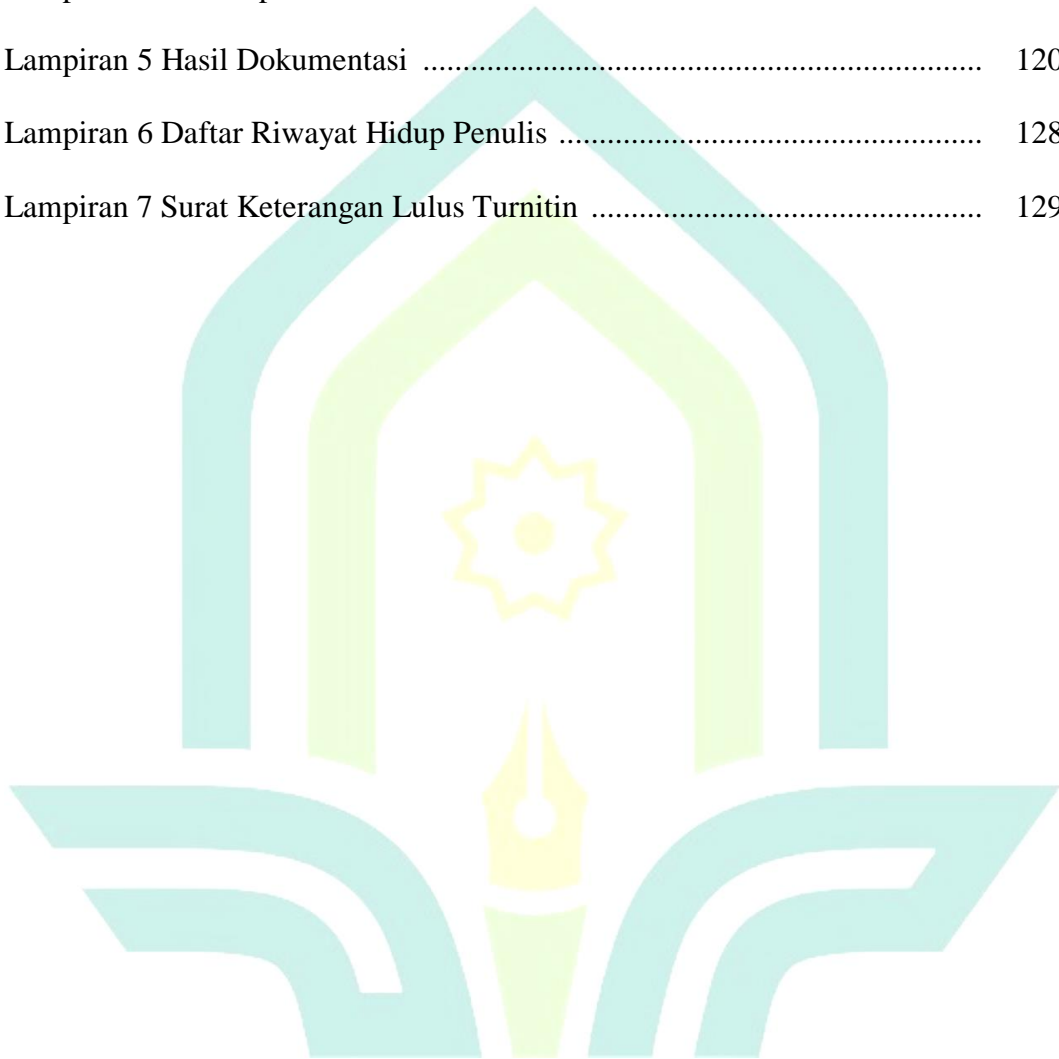 Lampiran 5 Hasil Dokumentasi ...................................................................... 120
Lampiran 6 Daftar Riwayat Hidup Penulis ..................................................... 128
Lampiran 7 Surat Keterangan Lulus Turnitin ................................................. 129